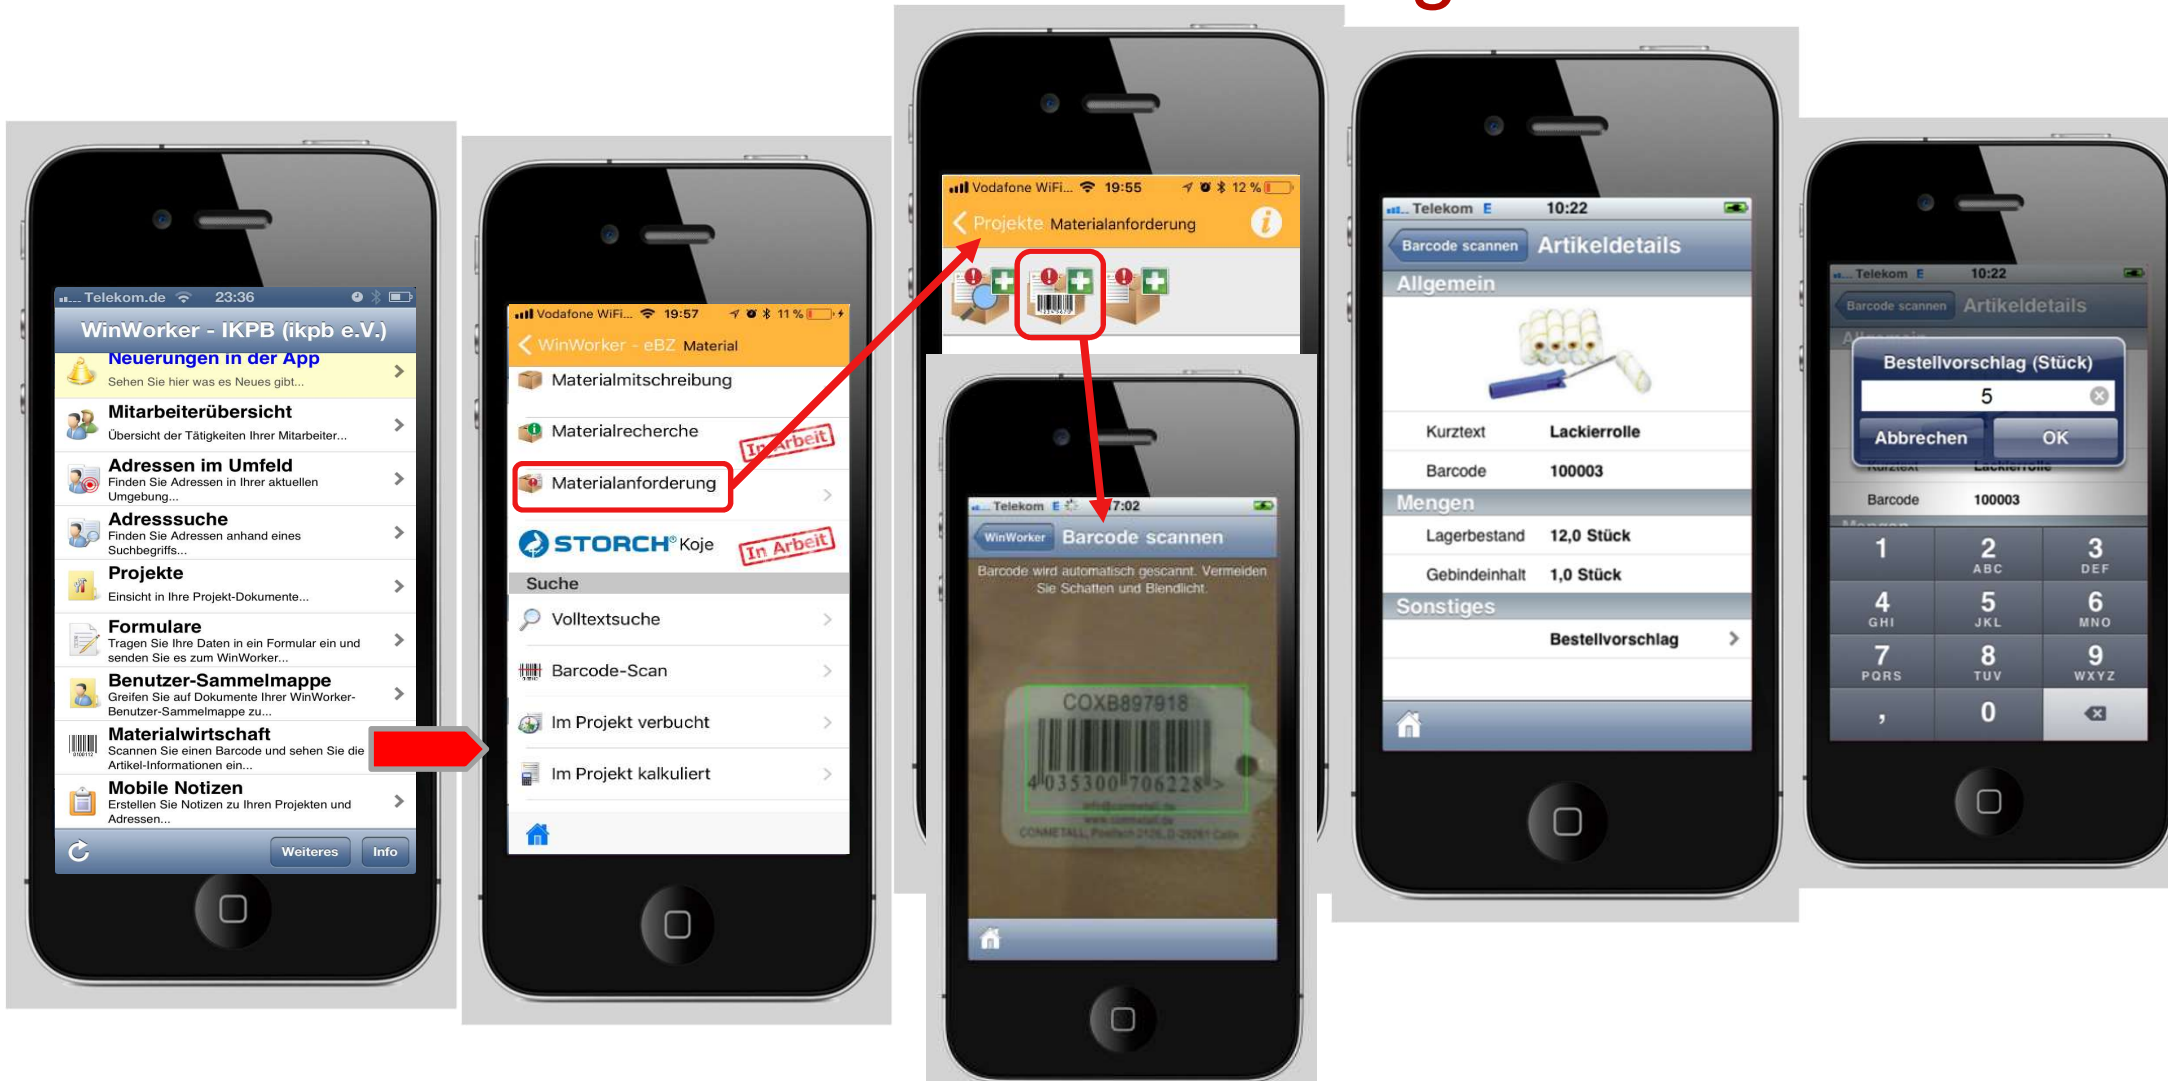 Telekom.de 23:36
WinWorker - IKPB (ikpb e.V.)
Neuerungen in der App
Sehen Sie hier was es Neues gibt...
Mitarbeiterübersicht
Übersicht der Tätigkeiten Ihrer Mitarbeiter...
Adressen im Umfeld
Finden Sie Adressen in Ihrer aktuellen
Umgebung...
Adresssuche
Finden Sie Adressen anhand eines
Suchbegriffs...
Projekte
Einsicht in Ihre Projekt-Dokumente...
Formulare
Tragen Sie Ihre Daten in ein Formular ein und
senden Sie es zum WinWorker...
Benutzer-Sammelmappe
Greifen Sie auf Dokumente Ihrer WinWorker-
Benutzer-Sammelmappe zu...
Materialwirtschaft
Scannen Sie einen Barcode und sehen Sie die
Artikel-Informationen ein...
Mobile Notizen
Erstellen Sie Notizen zu Ihren Projekten und
Adressen...
Weiteres Info
Vodafone WiFi... 19:57 11 %
WinWorker - eBZ Material
Materialmitschreibung
Materialrecherche
In Arbeit
Materialanforderung
STORCH® Koje
In Arbeit
Suche
Volltextsuche
Barcode-Scan
Im Projekt verbucht
Im Projekt kalkuliert
Vodafone WiFi... 19:55 12 %
Projekte Materialanforderung
Telekom E 17:02
WinWorker Barcode scannen
Barcode wird automatisch gescannt. Vermeiden
Sie Schatten und Blendlicht.
COXB897918
4 035300 706228 >
info@conmetall.de
www.conmetall.de
Telekom E 10:22
Barcode scannen Artikeldetails
Allgemein
Kurztext Lackierrolle
Barcode 100003
Mengen
Lagerbestand 12,0 Stück
Gebindeinhalt 1,0 Stück
Sonstiges
Bestellvorschlag
Telekom E 10:22
Barcode scannen Artikeldetails
Bestellvorschlag (Stück)
5
Abbrechen OK
Kurztext Lackierrolle
Barcode 100003
Mengen
1 2 3
ABC DEF
4 5 6
GHI JKL MNO
7 8 9
PQRS TUV WXYZ
, 0